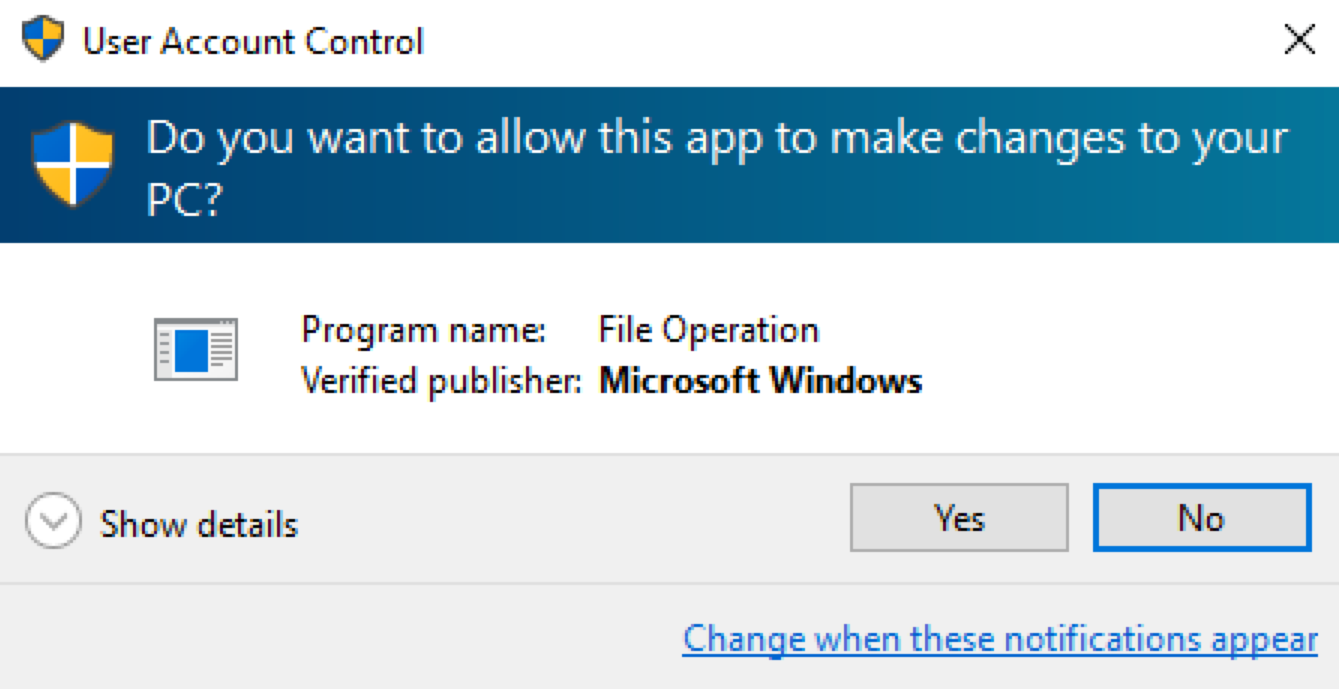 User Account Control
Do you want to allow this app to make changes to your
PC?
Program name: File Operation
Verified publisher: Microsoft Windows
Show details
Yes
No
Change when these notifications appear